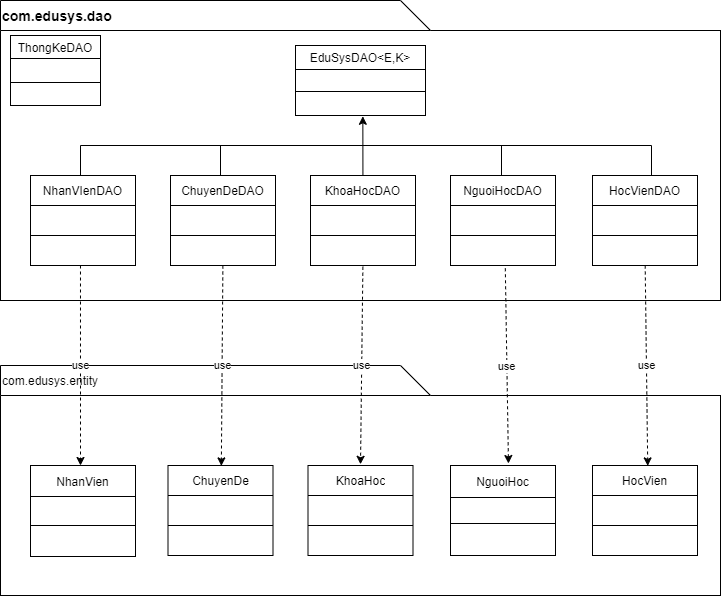 com.edusys.dao
ThongKeDAO
EduSysDAO<E,K>
NhanVIenDAO
ChuyenDeDAO
KhoaHocDAO
NguoiHocDAO
HocVienDAO
use
use
use
use
use
com.edusys.entity
NhanVien
ChuyenDe
KhoaHoc
NguoiHoc
HocVien